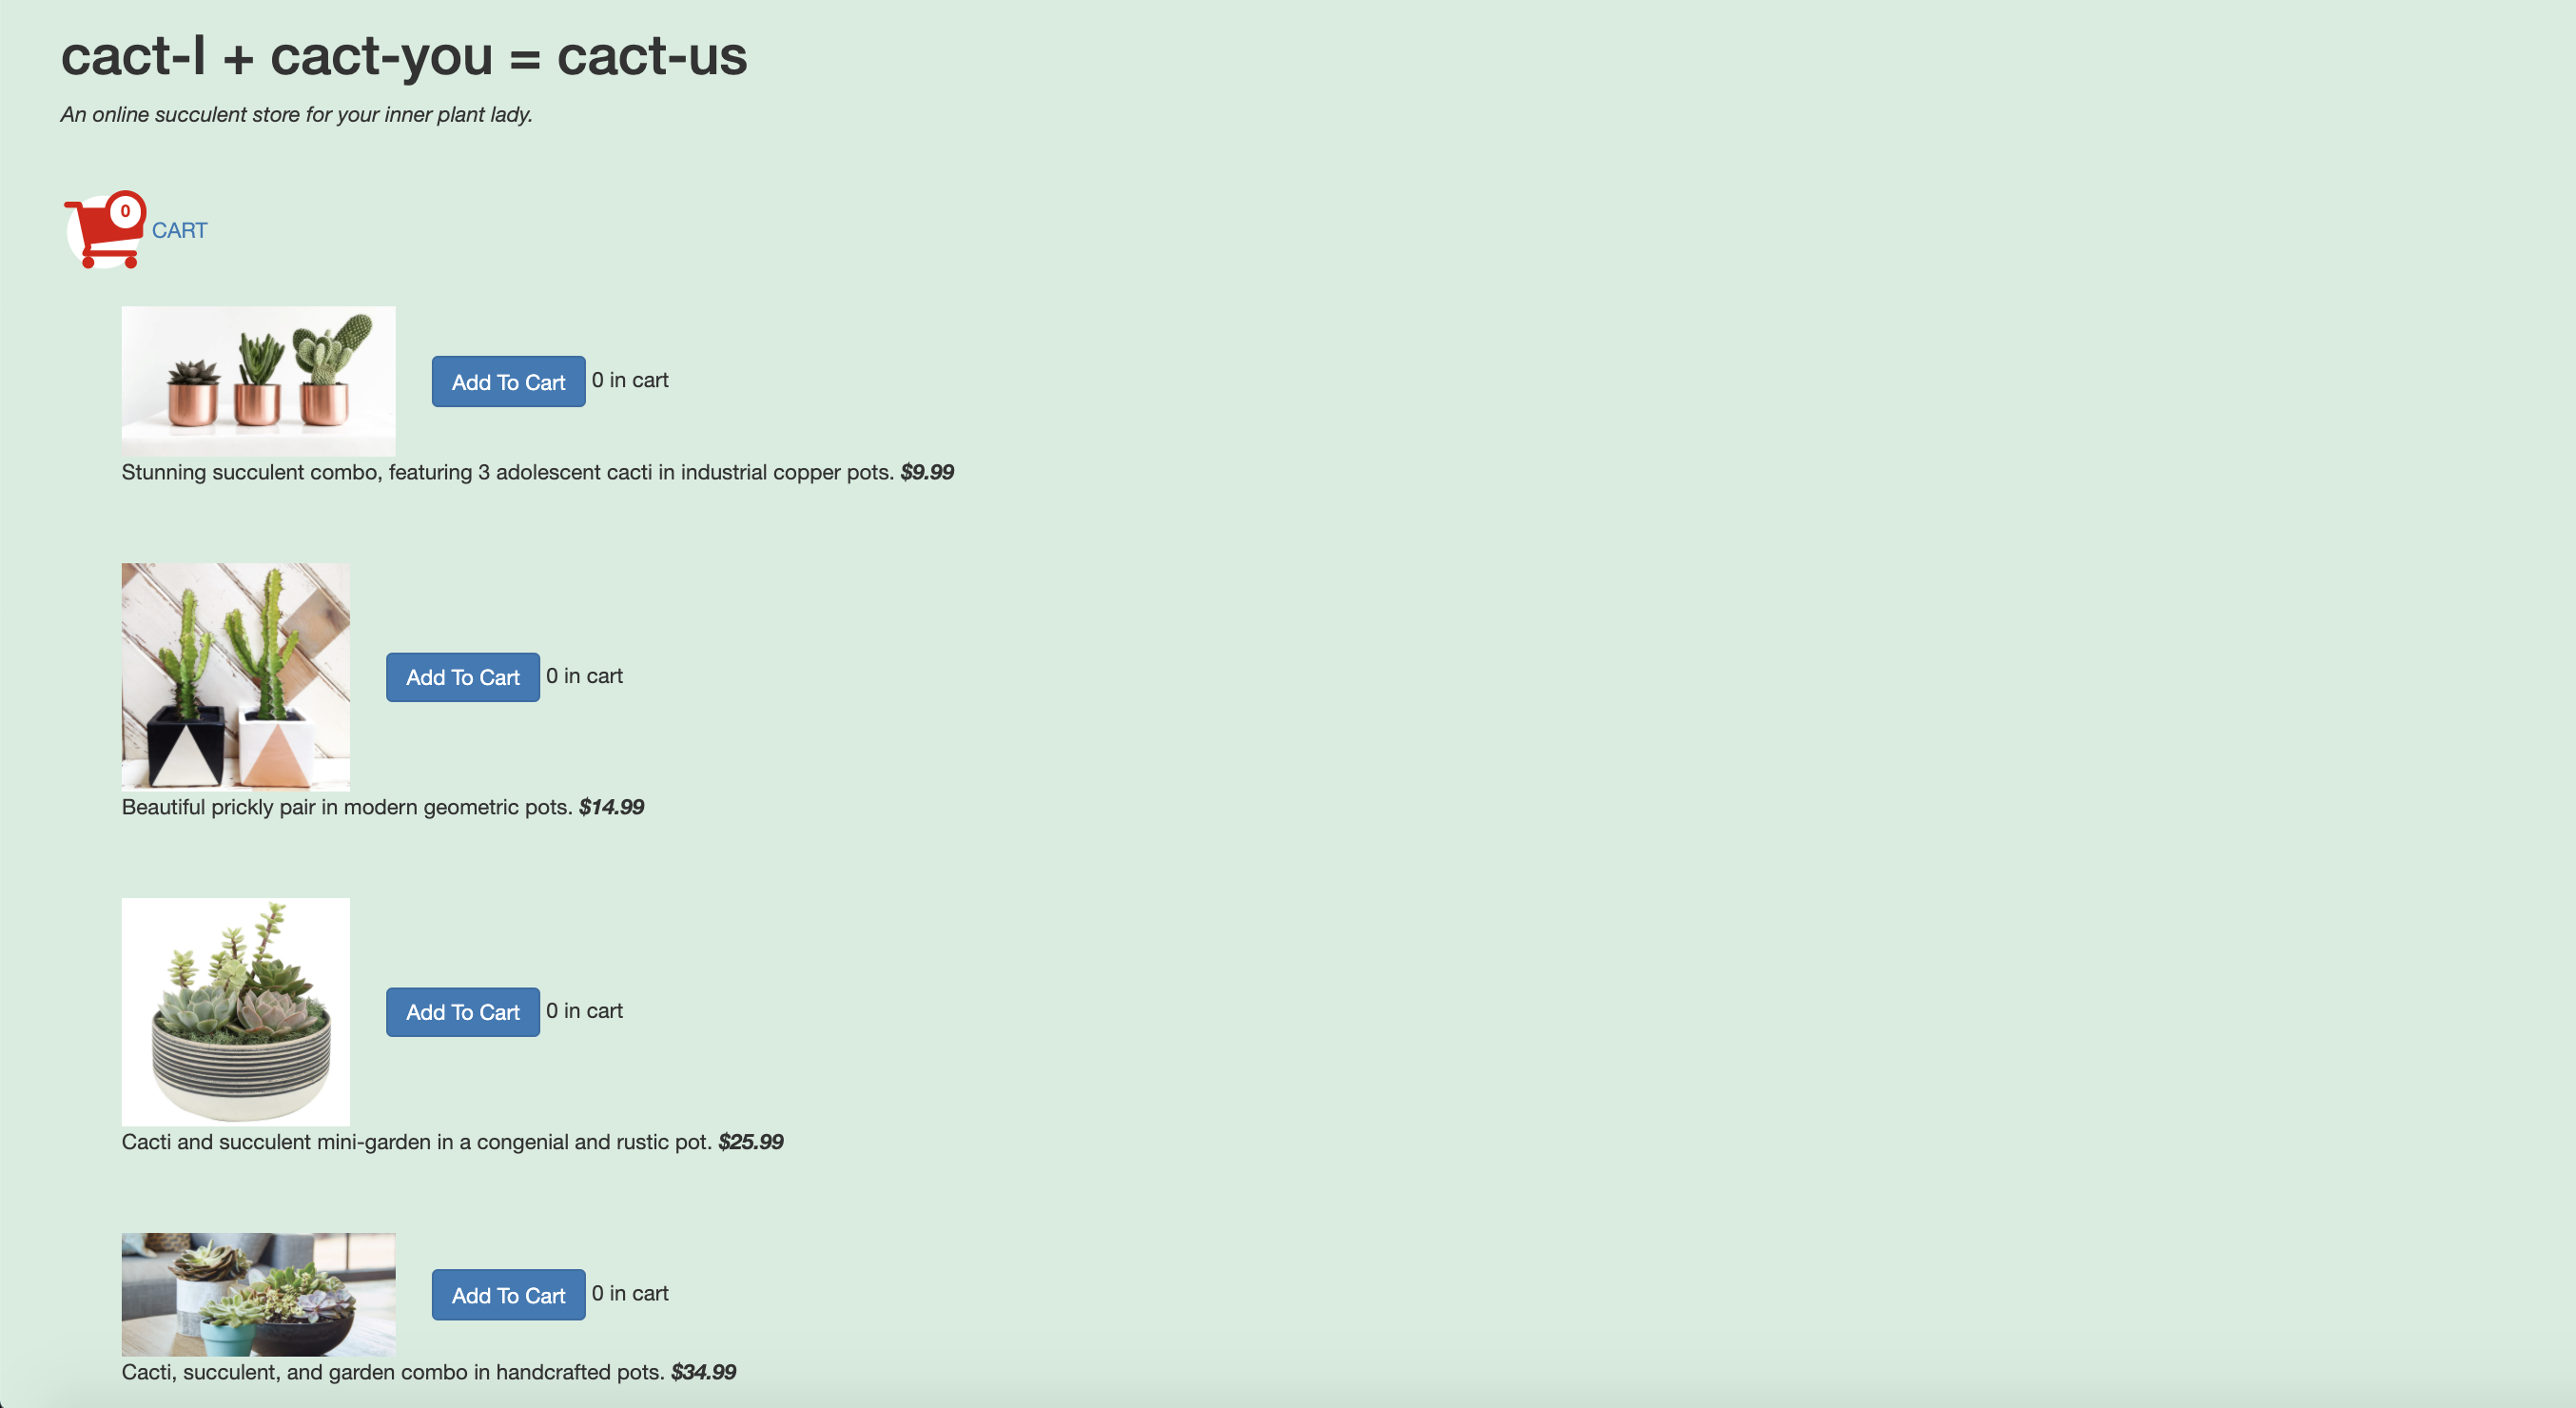 cact-I + cact-you = cact-us
An online succulent store for your inner plant lady.
0
CART
Add To Cart 0 in cart
Stunning succulent combo, featuring 3 adolescent cacti in industrial copper pots. $9.99
Add To Cart 0 in cart
Beautiful prickly pair in modern geometric pots. $14.99
Add To Cart 0 in cart
Cacti and succulent mini-garden in a congenial and rustic pot. $25.99
Add To Cart 0 in cart
Cacti, succulent, and garden combo in handcrafted pots. $34.99